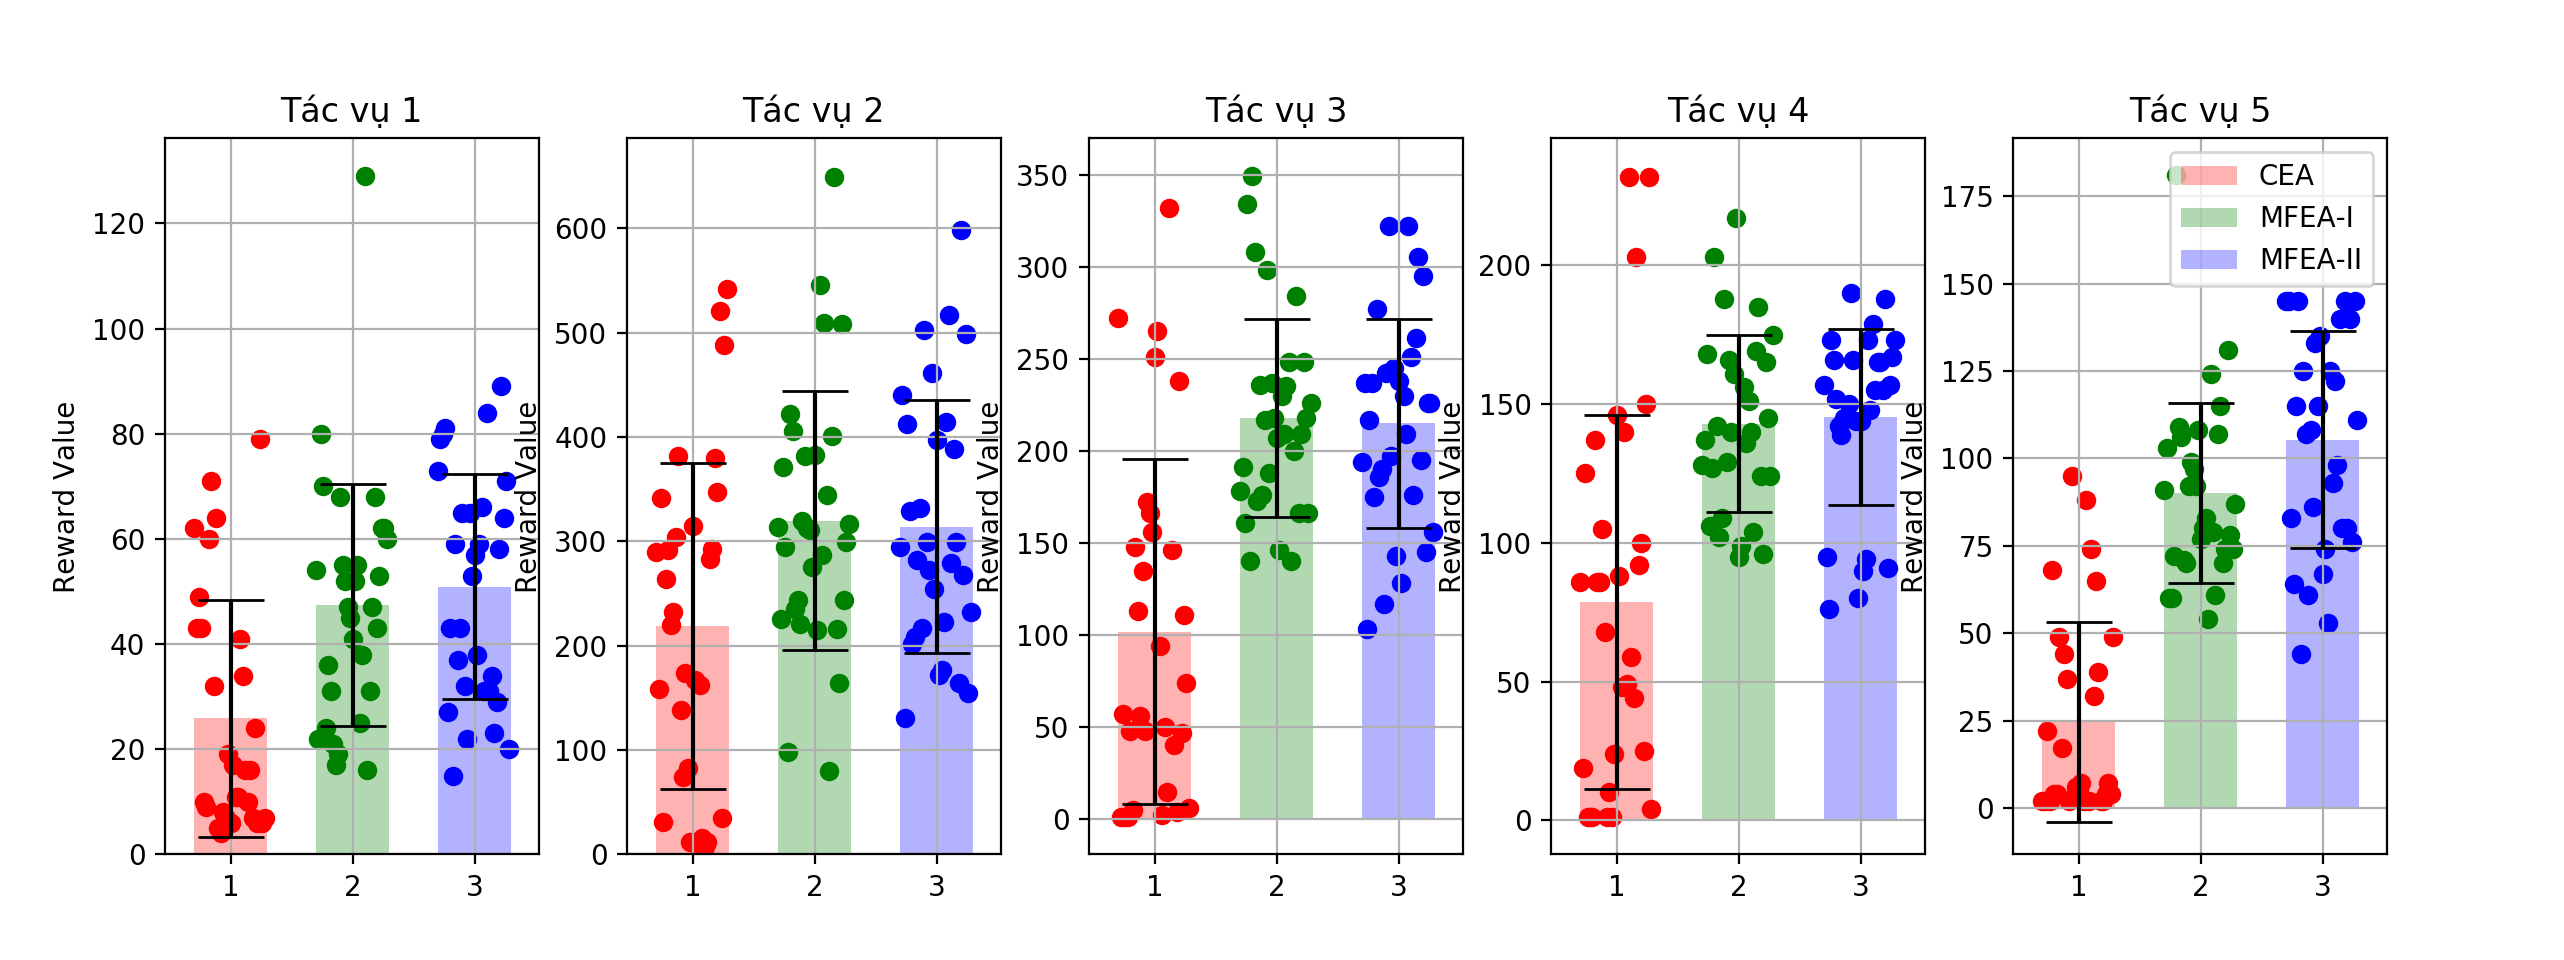 Tác vụ 1
Reward Value
120
100
80
60
40
20
0
1 2 3
Tác vụ 2
Reward Value
600
500
400
300
200
100
0
1 2 3
Tác vụ 3
Reward Value
350
300
250
200
150
100
50
0
1 2 3
Tác vụ 4
Reward Value
200
150
100
50
0
1 2 3
Tác vụ 5
Reward Value
175
150
125
100
75
50
25
0
1 2 3
CEA
MFEA-I
MFEA-II